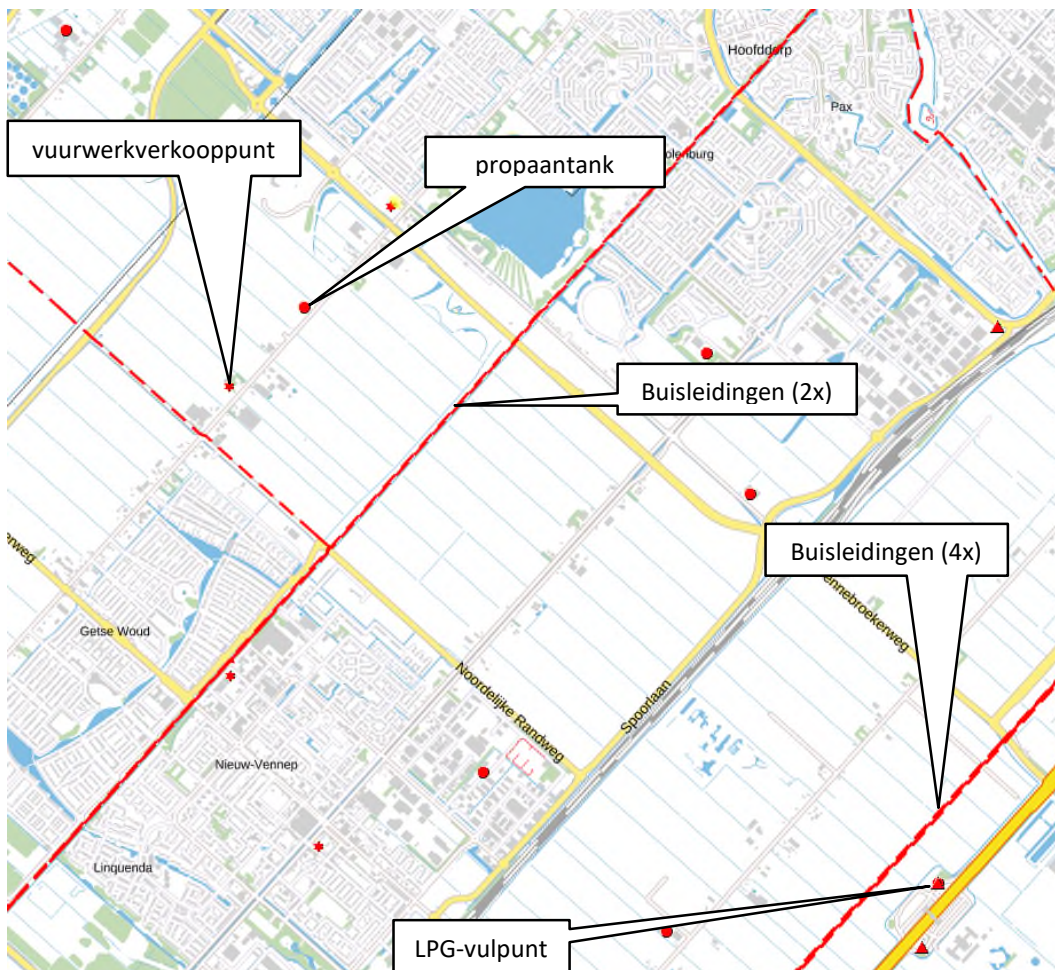 Hoofddorp
Pax
vuurwerkverkooppunt
propaantank
olenburg
Buisleidingen (2x)
Buisleidingen (4x)
erweg
ennebroekerweg
Getse Woud
Noordelijke Randweg
Spoorlaan
Nieuw-Vennep
Linquenda
LPG-vulpunt